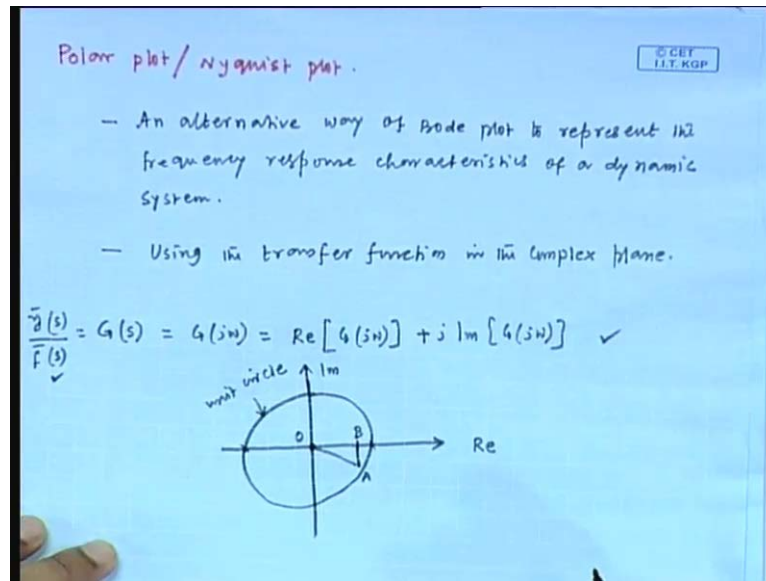 Polar plot / Nyquist plot.
© CET
I.I.T. KGP
- An alternative way of Bode plot to represent the
frequency response characteristics of a dynamic
system.
- Using the transfer function in the complex plane.
ȳ(s)/f̄(s) = G(s) = G(jω) = Re[G(jω)] + j Im[G(jω)] ✓
✓
unit circle
Im
O B
Re
A